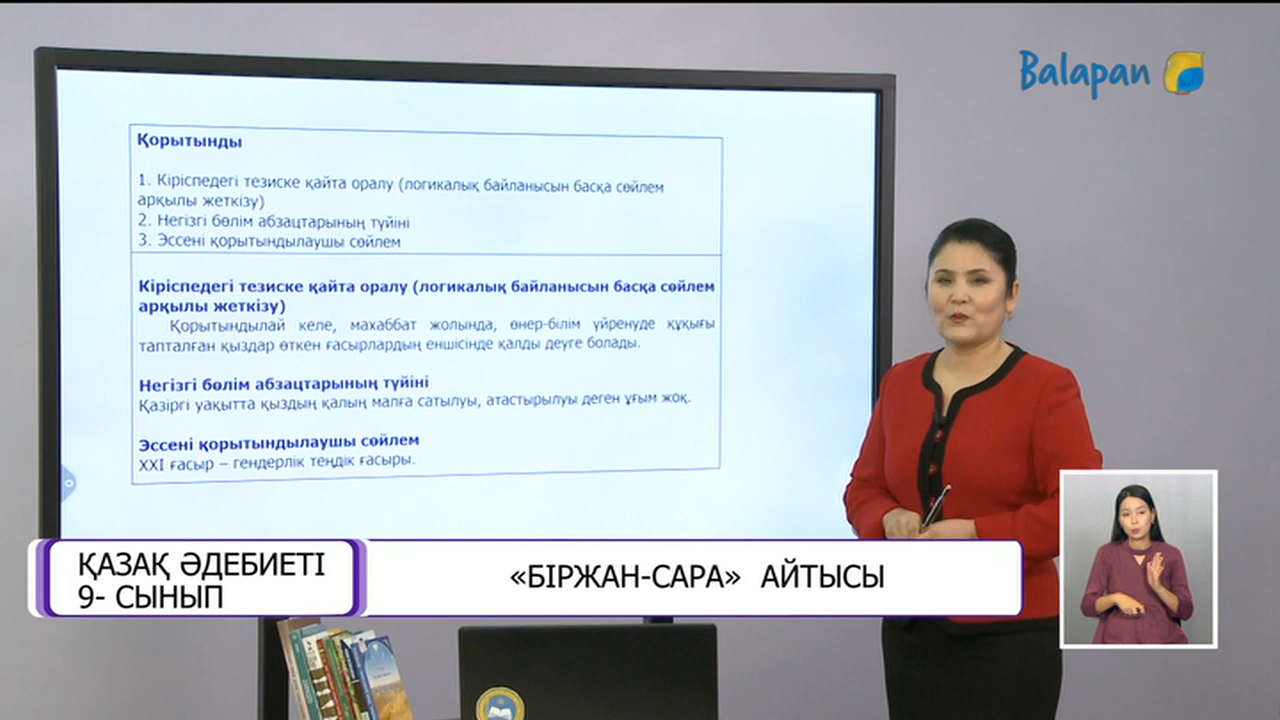 Balapan
Қорытынды
1. Кіріспедегі тезиске қайта оралу (логикалық байланысын басқа сөйлем
арқылы жеткізу)
2. Негізгі бөлім абзацтарының түйіні
3. Эссені қорытындылаушы сөйлем
Кіріспедегі тезиске қайта оралу (логикалық байланысын басқа сөйлем
арқылы жеткізу)
Қорытындылай келе, махаббат жолында, өнер-білім үйренуде құқығы
тапталған қыздар өткен ғасырлардың еншісінде қалды деуге болады.
Негізгі бөлім абзацтарының түйіні
Қазіргі уақытта қыздың қалың малға сатылуы, атастырылуы деген ұғым жоқ.
Эссені қорытындылаушы сөйлем
XXI ғасыр – гендерлік теңдік ғасыры.
ҚАЗАҚ ӘДЕБИЕТІ
9- СЫНЫП
«БІРЖАН-САРА» АЙТЫСЫ